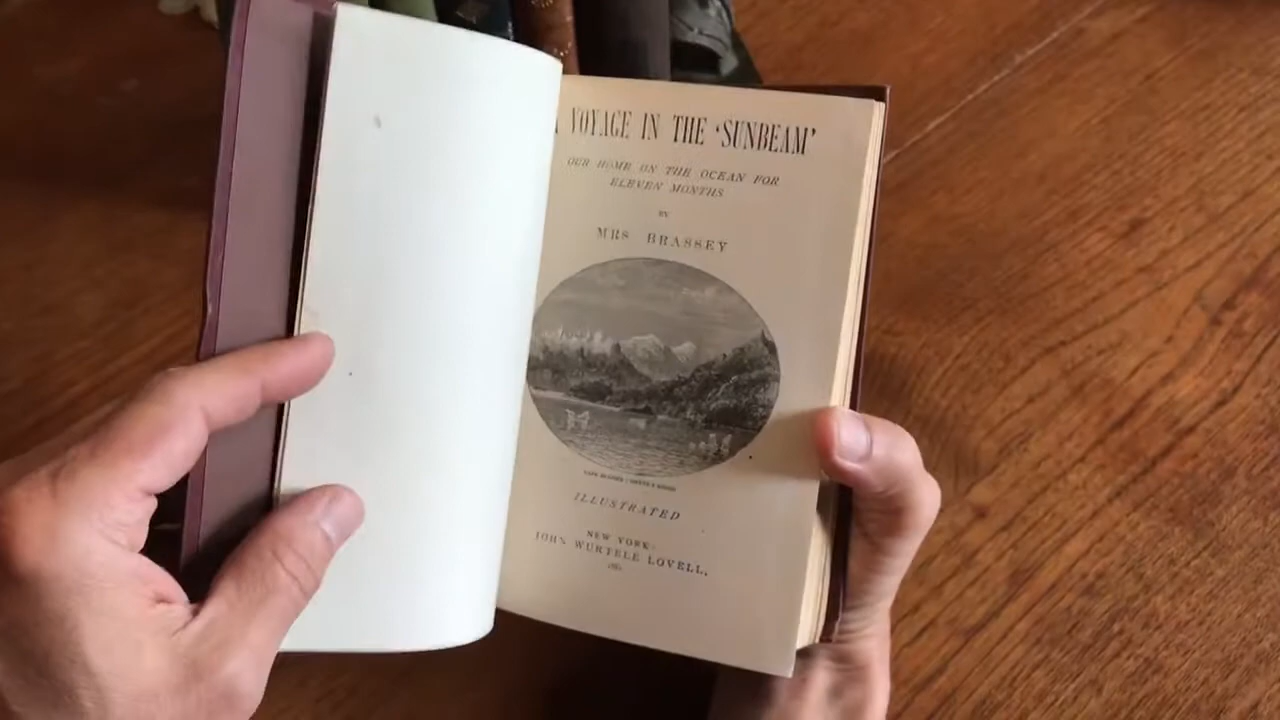 VOYAGE IN THE ‘SUNBEAM’
OUR HOME ON THE OCEAN FOR
ELEVEN MONTHS
BY
MRS BRASSEY
ILLUSTRATED
NEW YORK:
JOHN WURTELE LOVELL,